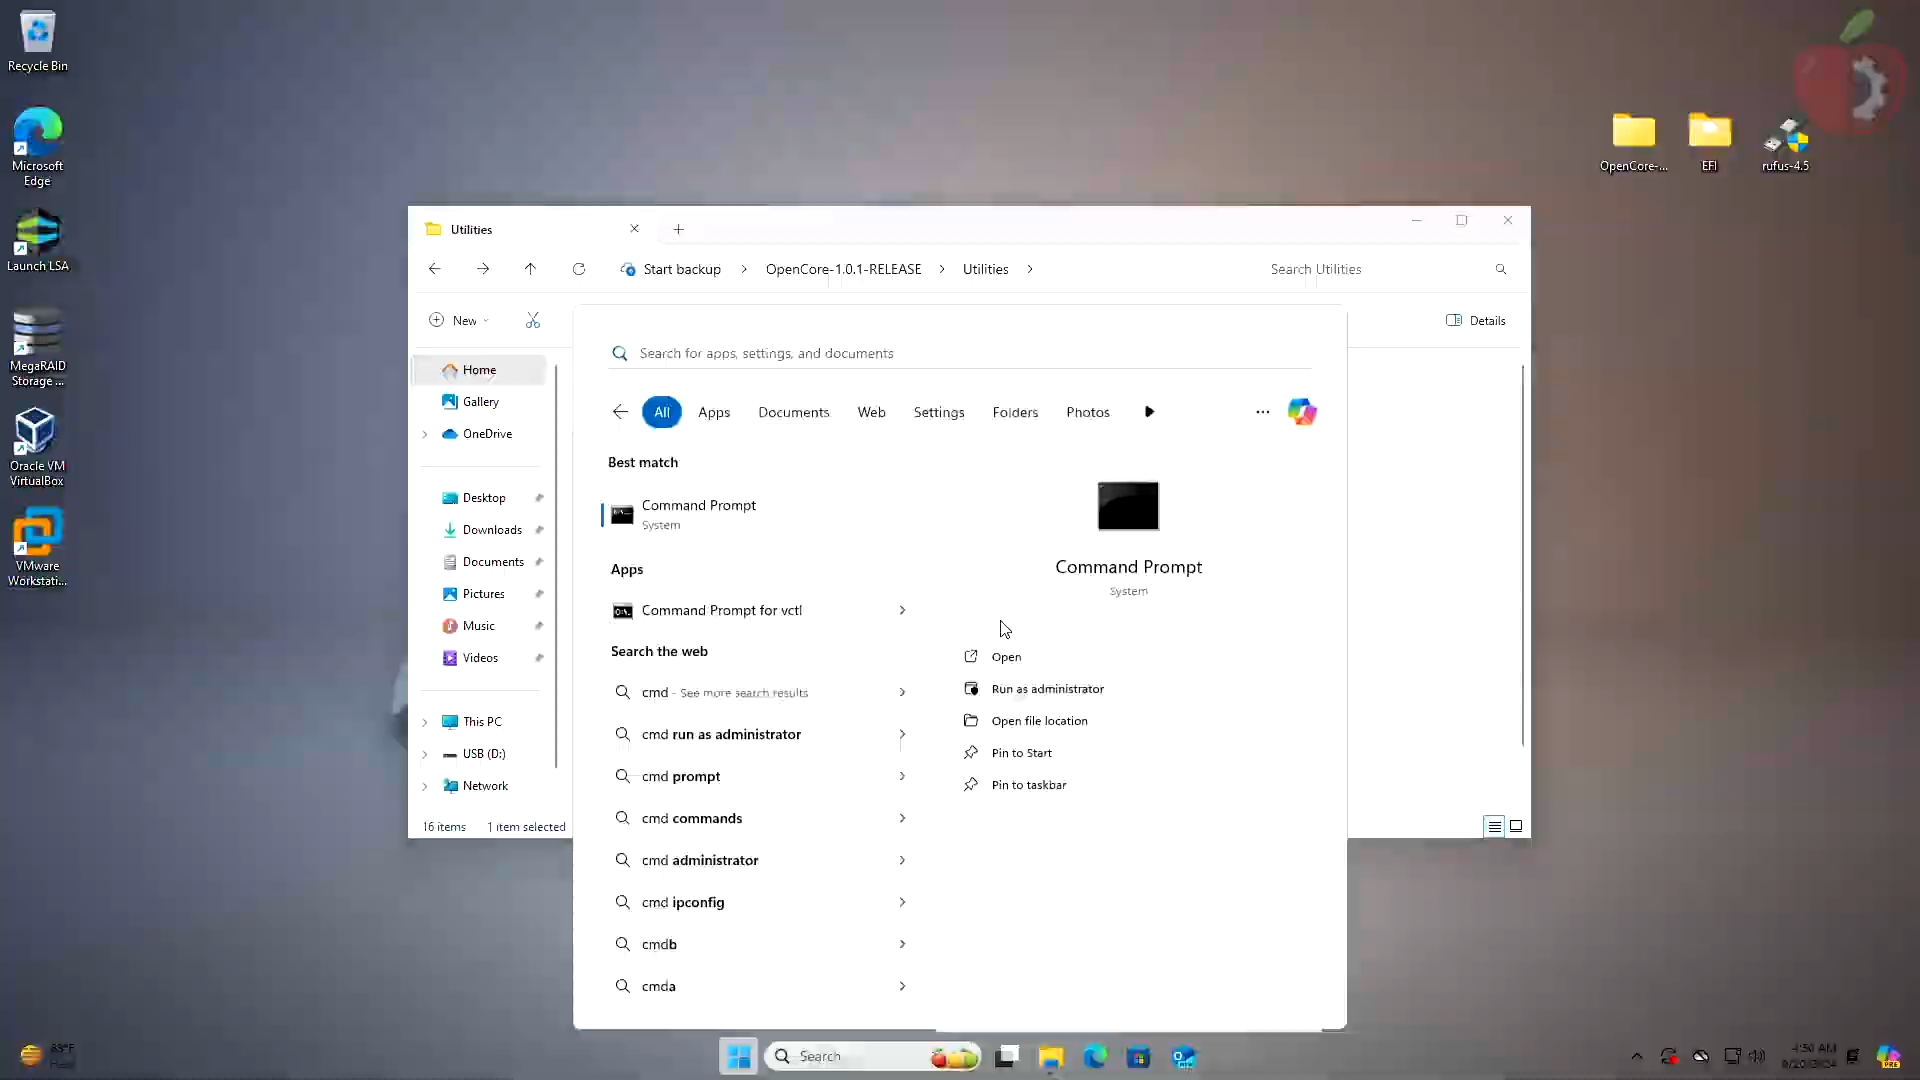 Recycle Bin
Microsoft
Edge
Launch LSA
MegaRAID
Storage ...
Oracle VM
VirtualBox
VMware
Workstati...
OpenCore-...
EFI
rufus-4.5
Utilities
Start backup
OpenCore-1.0.1-RELEASE
Utilities
Search Utilities
New
Details
Home
Gallery
OneDrive
Desktop
Downloads
Documents
Pictures
Music
Videos
This PC
USB (D:)
Network
16 items
1 item selected
Search for apps, settings, and documents
All
Apps
Documents
Web
Settings
Folders
Photos
Best match
Command Prompt
System
Apps
Command Prompt for vctl
Search the web
cmd - See more search results
cmd run as administrator
cmd prompt
cmd commands
cmd administrator
cmd ipconfig
cmdb
cmda
Command Prompt
System
Open
Run as administrator
Open file location
Pin to Start
Pin to taskbar
Search
4:50 AM